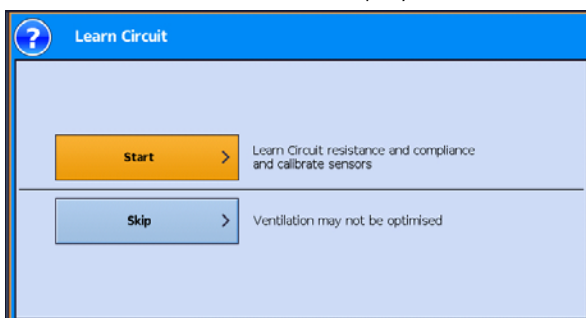 ?
Learn Circuit
Start >
Learn Circuit resistance and compliance
and calibrate sensors
Skip >
Ventilation may not be optimised